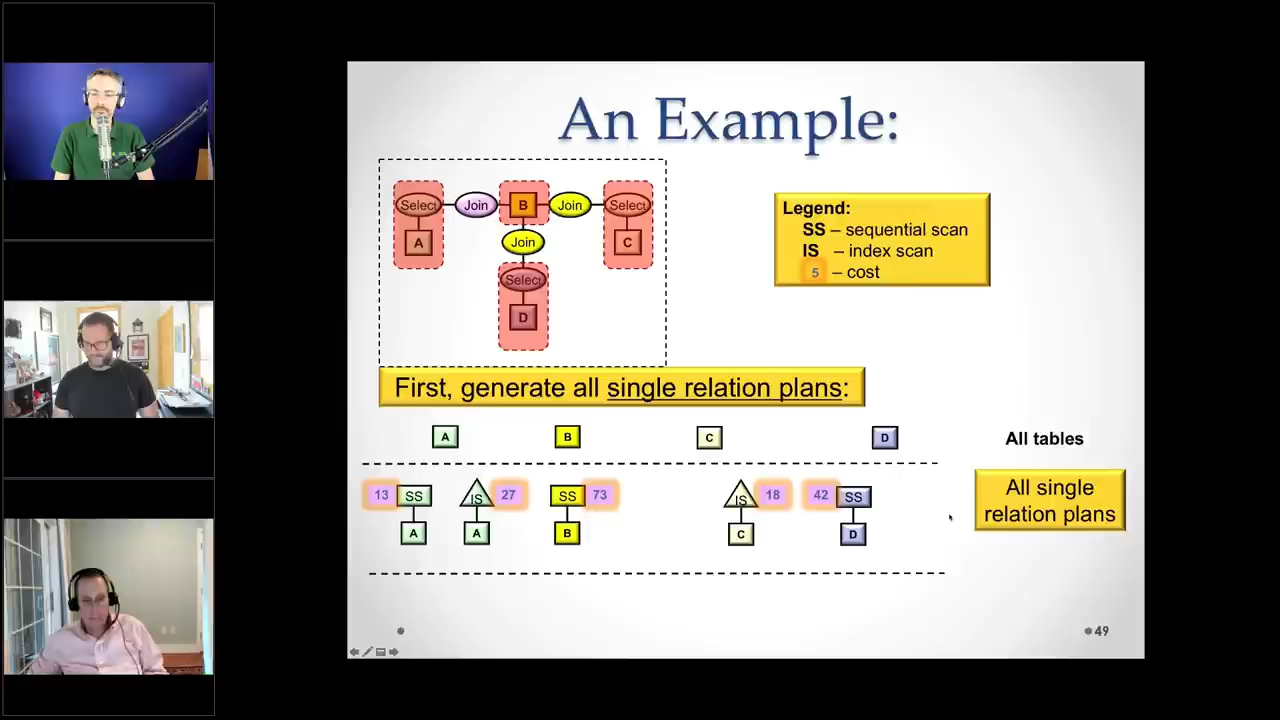 An Example:
Select Join B Join Select
A Join C
Select
D
Legend:
SS – sequential scan
IS – index scan
5 – cost
First, generate all single relation plans:
A B C D All tables
13 SS IS 27 SS 73 IS 18 42 SS
A A B C D
All single
relation plans
49